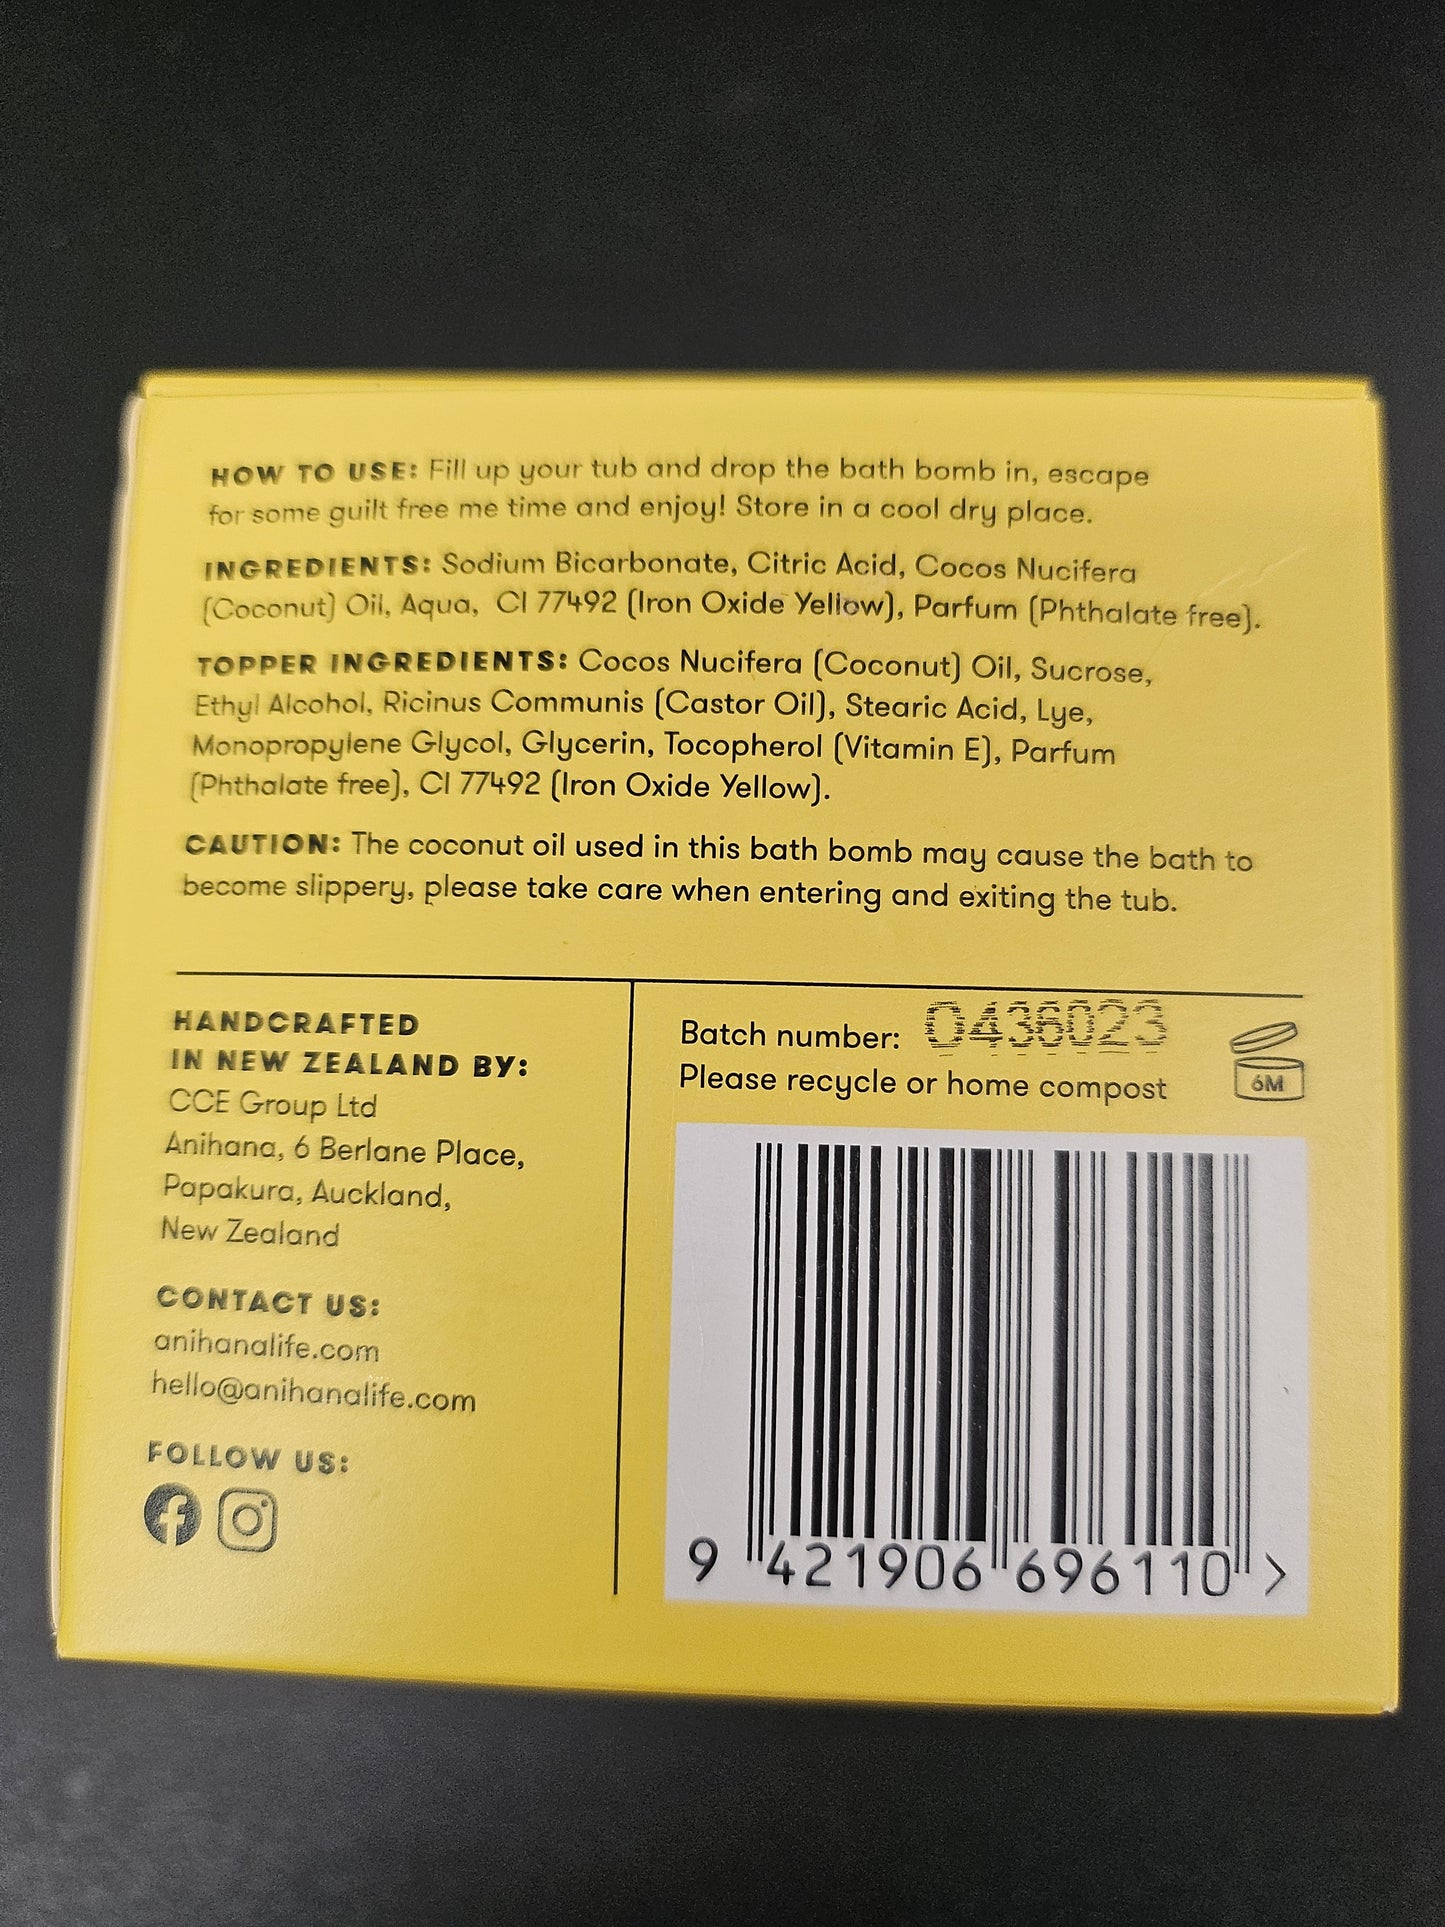 HOW TO USE: Fill up your tub and drop the bath bomb in, escape
for some guilt free me time and enjoy! Store in a cool dry place.
INGREDIENTS: Sodium Bicarbonate, Citric Acid, Cocos Nucifera
(Coconut) Oil, Aqua, CI 77492 (Iron Oxide Yellow), Parfum (Phthalate free).
TOPPER INGREDIENTS: Cocos Nucifera (Coconut) Oil, Sucrose,
Ethyl Alcohol, Ricinus Communis (Castor Oil), Stearic Acid, Lye,
Monopropylene Glycol, Glycerin, Tocopherol (Vitamin E), Parfum
(Phthalate free), CI 77492 (Iron Oxide Yellow).
CAUTION: The coconut oil used in this bath bomb may cause the bath to
become slippery, please take care when entering and exiting the tub.
HANDCRAFTED
IN NEW ZEALAND BY:
CCE Group Ltd
Anihana, 6 Berlane Place,
Papakura, Auckland,
New Zealand
CONTACT US:
anihanalife.com
hello@anihanalife.com
FOLLOW US:
Batch number: 0436023
Please recycle or home compost
6M
9 421906 696110 >